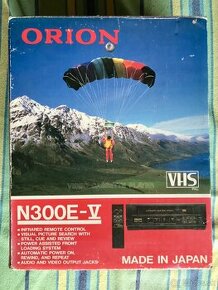 ORION
VHS
N300E-V
• INFRARED REMOTE CONTROL
• VISUAL PICTURE SEARCH WITH
STILL, CUE AND REVIEW
• POWER ASSISTED FRONT
LOADING SYSTEM
• AUTOMATIC POWER ON,
REWIND, AND REPEAT
• AUDIO AND VIDEO OUTPUT JACKS
MADE IN JAPAN